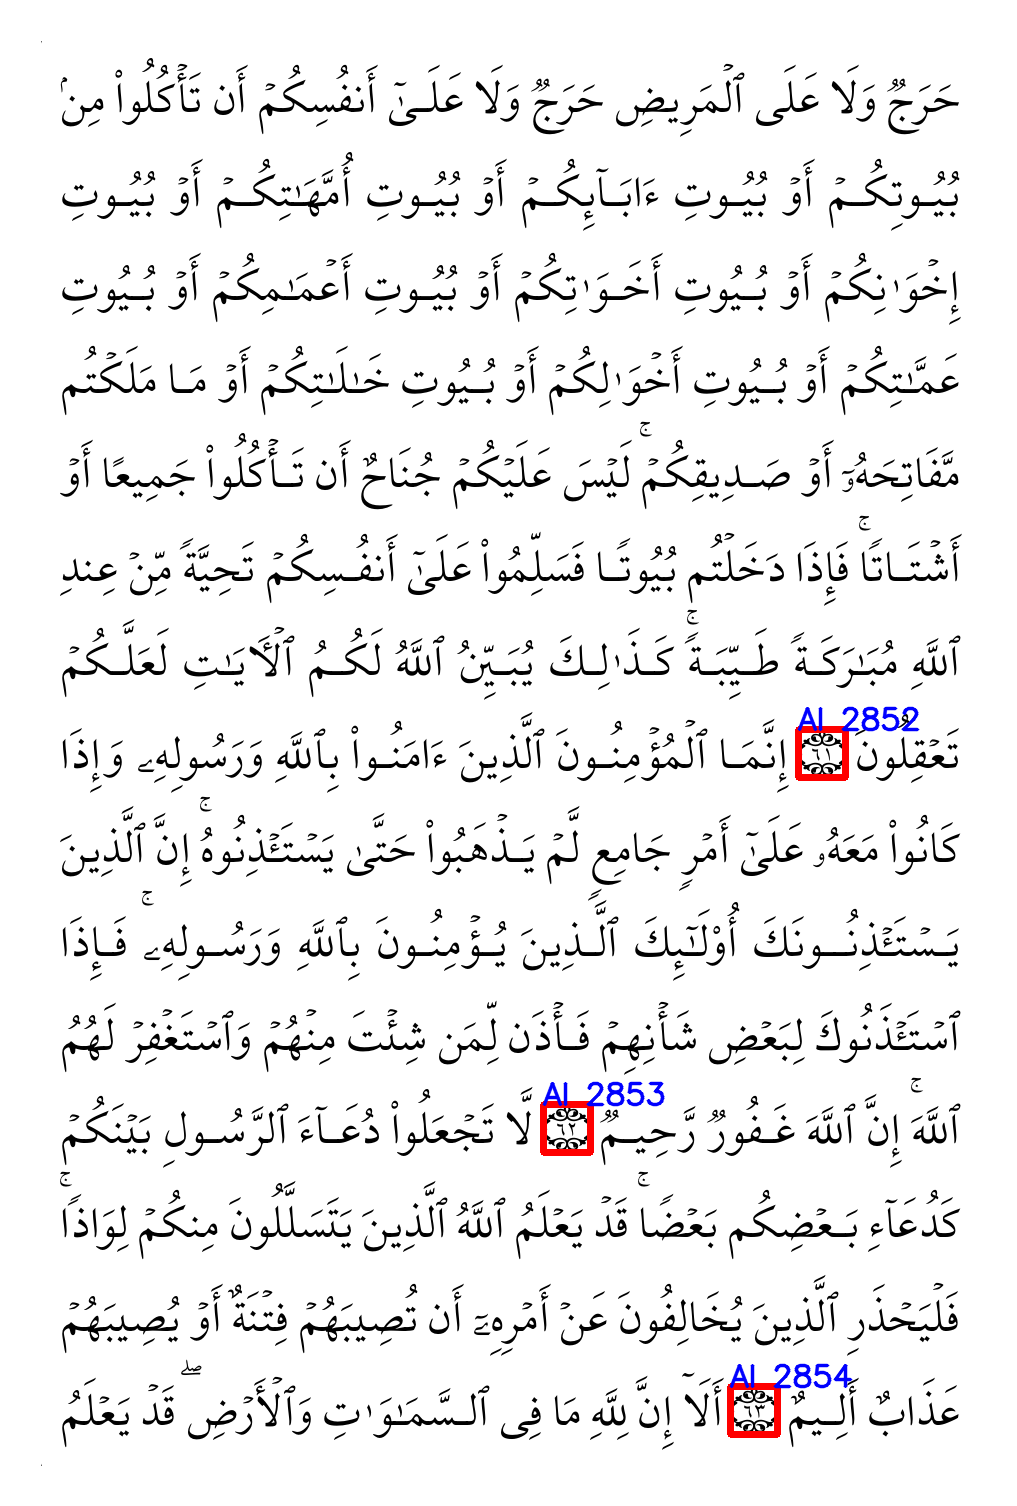 حَرَجٌ وَلَا عَلَى ٱلْمَرِيضِ حَرَجٌ وَلَا عَلَىٰٓ أَنفُسِكُمْ أَن تَأْكُلُوا۟ مِنۢ
بُيُوتِكُمْ أَوْ بُيُوتِ ءَابَآئِكُمْ أَوْ بُيُوتِ أُمَّهَـٰتِكُمْ أَوْ بُيُوتِ
إِخْوَٰنِكُمْ أَوْ بُيُوتِ أَخَوَٰتِكُمْ أَوْ بُيُوتِ أَعْمَـٰمِكُمْ أَوْ بُيُوتِ
عَمَّـٰتِكُمْ أَوْ بُيُوتِ أَخْوَٰلِكُمْ أَوْ بُيُوتِ خَـٰلَـٰتِكُمْ أَوْ مَا مَلَكْتُم
مَّفَاتِحَهُۥٓ أَوْ صَدِيقِكُمْ ۚ لَيْسَ عَلَيْكُمْ جُنَاحٌ أَن تَأْكُلُوا۟ جَمِيعًا أَوْ
أَشْتَاتًا ۚ فَإِذَا دَخَلْتُم بُيُوتًا فَسَلِّمُوا۟ عَلَىٰٓ أَنفُسِكُمْ تَحِيَّةً مِّنْ عِندِ
ٱللَّهِ مُبَـٰرَكَةً طَيِّبَةً ۚ كَذَٰلِكَ يُبَيِّنُ ٱللَّهُ لَكُمُ ٱلْـَٔايَـٰتِ لَعَلَّكُمْ
تَعْقِلُونَ ٦١ AI_2852 إِنَّمَا ٱلْمُؤْمِنُونَ ٱلَّذِينَ ءَامَنُوا۟ بِٱللَّهِ وَرَسُولِهِۦ وَإِذَا
كَانُوا۟ مَعَهُۥ عَلَىٰٓ أَمْرٍ جَامِعٍ لَّمْ يَذْهَبُوا۟ حَتَّىٰ يَسْتَـْٔذِنُوهُ ۚ إِنَّ ٱلَّذِينَ
يَسْتَـْٔذِنُونَكَ أُو۟لَـٰٓئِكَ ٱلَّذِينَ يُؤْمِنُونَ بِٱللَّهِ وَرَسُولِهِۦ ۚ فَإِذَا
ٱسْتَـْٔذَنُوكَ لِبَعْضِ شَأْنِهِمْ فَأْذَن لِّمَن شِئْتَ مِنْهُمْ وَٱسْتَغْفِرْ لَهُمُ
ٱللَّهَ ۚ إِنَّ ٱللَّهَ غَفُورٌ رَّحِيمٌ ٦٢ AI_2853 لَّا تَجْعَلُوا۟ دُعَآءَ ٱلرَّسُولِ بَيْنَكُمْ
كَدُعَآءِ بَعْضِكُم بَعْضًا ۚ قَدْ يَعْلَمُ ٱللَّهُ ٱلَّذِينَ يَتَسَلَّلُونَ مِنكُمْ لِوَاذًا ۚ
فَلْيَحْذَرِ ٱلَّذِينَ يُخَالِفُونَ عَنْ أَمْرِهِۦٓ أَن تُصِيبَهُمْ فِتْنَةٌ أَوْ يُصِيبَهُمْ
عَذَابٌ أَلِيمٌ ٦٣ AI_2854 أَلَآ إِنَّ لِلَّهِ مَا فِى ٱلسَّمَـٰوَٰتِ وَٱلْأَرْضِ ۖ قَدْ يَعْلَمُ